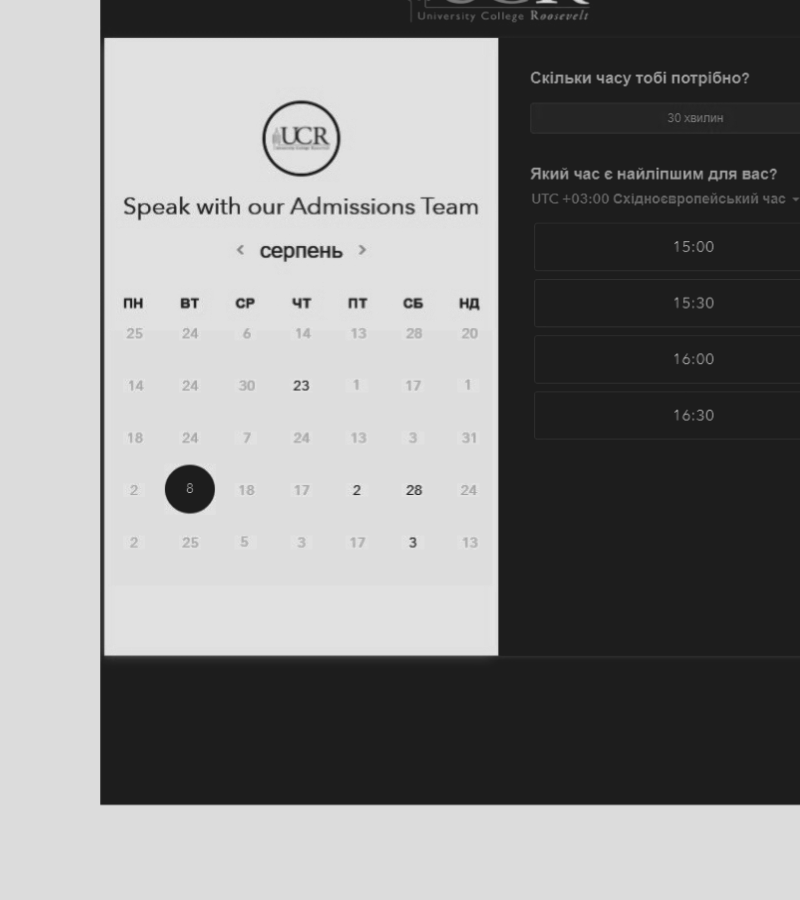 University College Roosevelt
UCR
Speak with our Admissions Team
серпень
ПН ВТ СР ЧТ ПТ СБ НД
25 24 6 14 13 28 20
14 24 30 23 1 17 1
18 24 7 24 13 3 31
2 8 18 17 2 28 24
2 25 5 3 17 3 13
Скільки часу тобі потрібно?
30 хвилин
Який час є найліпшим для вас?
UTC +03:00 Східноєвропейський час
15:00
15:30
16:00
16:30